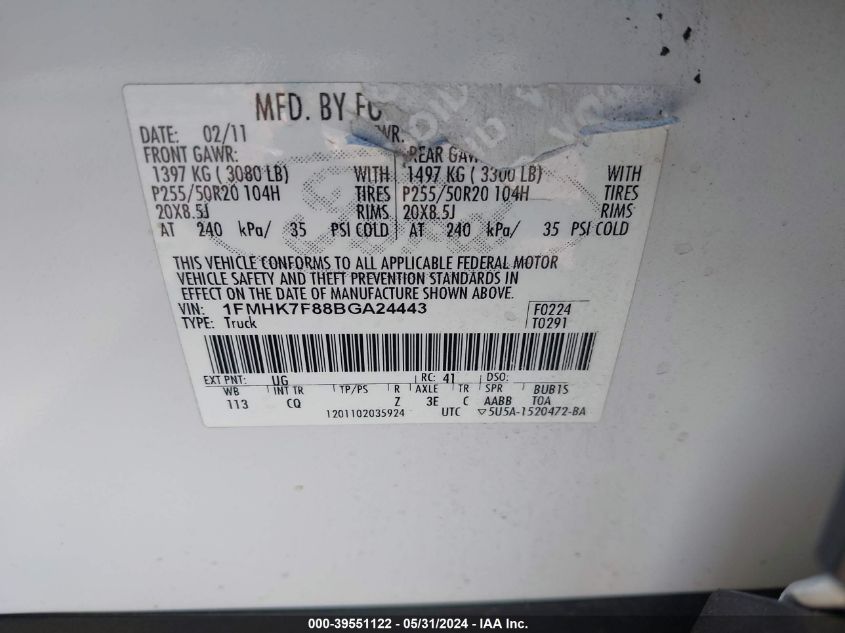 MFD. BY FO
DATE: 02/11 WR:
FRONT GAWR: REAR GAW
1397 KG ( 3080 LB) WITH 1497 KG ( 3300 LB) WITH
P255/50R20 104H TIRES P255/50R20 104H TIRES
20X8.5J RIMS 20X8.5J RIMS
AT 240 kPa/ 35 PSI COLD AT 240 kPa/ 35 PSI COLD
THIS VEHICLE CONFORMS TO ALL APPLICABLE FEDERAL MOTOR
VEHICLE SAFETY AND THEFT PREVENTION STANDARDS IN
EFFECT ON THE DATE OF MANUFACTURE SHOWN ABOVE.
VIN: 1FMHK7F88BGA24443 F0224
TYPE: Truck T0291
EXT PNT: UG RC: 41 DSO:
WB INT TR TP/PS R AXLE TR SPR BUB1S
113 CQ Z 3E C AABB TOA
1201102035924 UTC 5U5A-1520472-BA
000-39551122 - 05/31/2024 - IAA Inc.